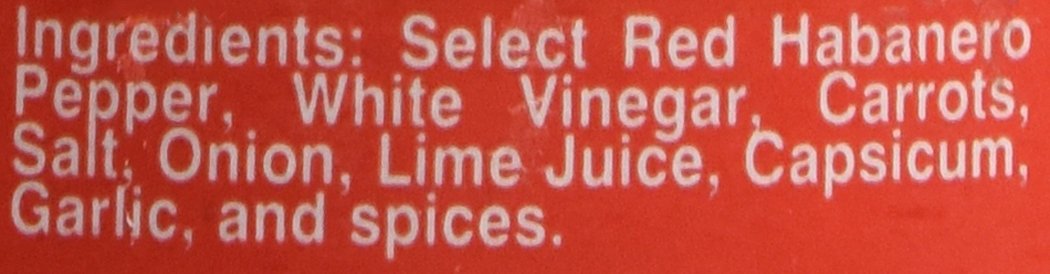 Ingredients: Select Red Habanero
Pepper, White Vinegar, Carrots,
Salt, Onion, Lime Juice, Capsicum,
Garlic, and spices.